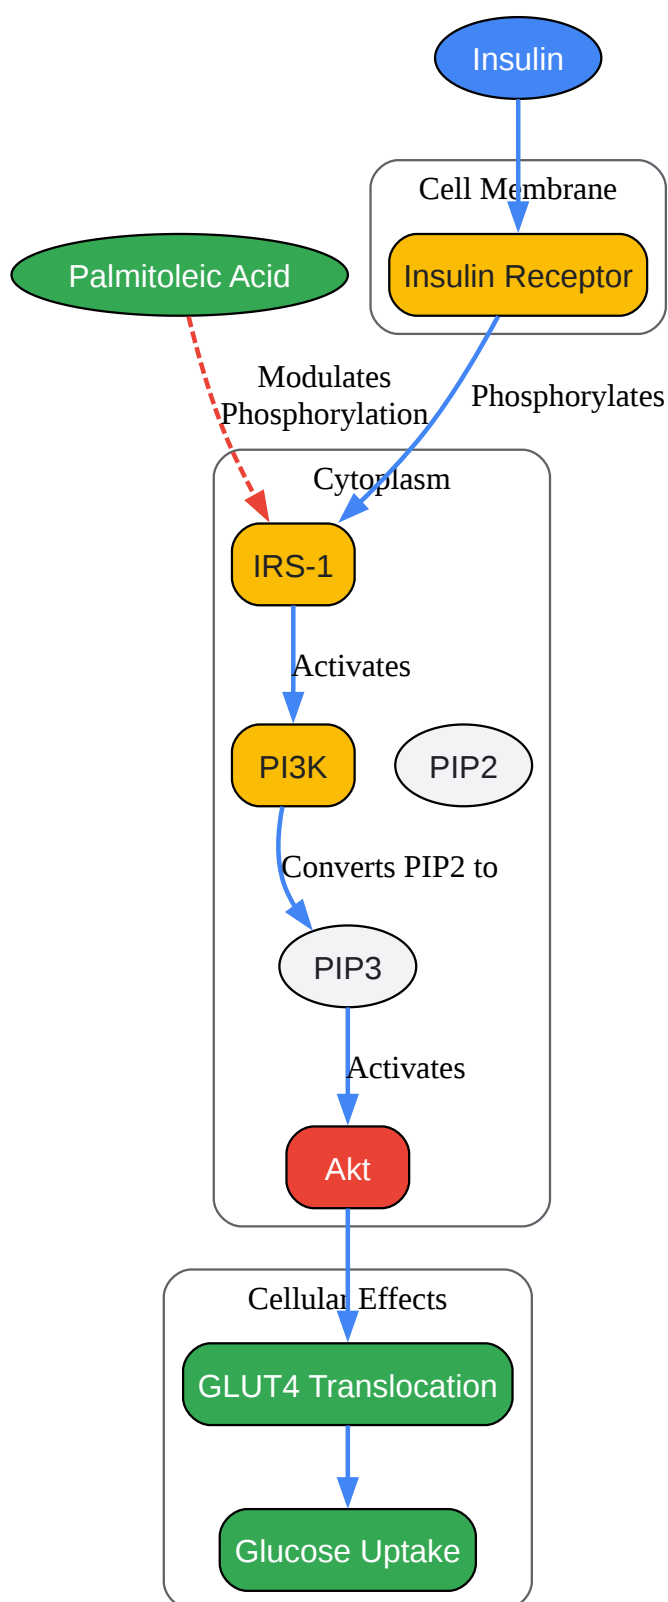 Insulin
Cell Membrane
Palmitoleic Acid
Insulin Receptor
Modulates
Phosphorylation
Phosphorylates
Cytoplasm
IRS-1
Activates
PI3K
PIP2
Converts PIP2 to
PIP3
Activates
Akt
Cellular Effects
GLUT4 Translocation
Glucose Uptake